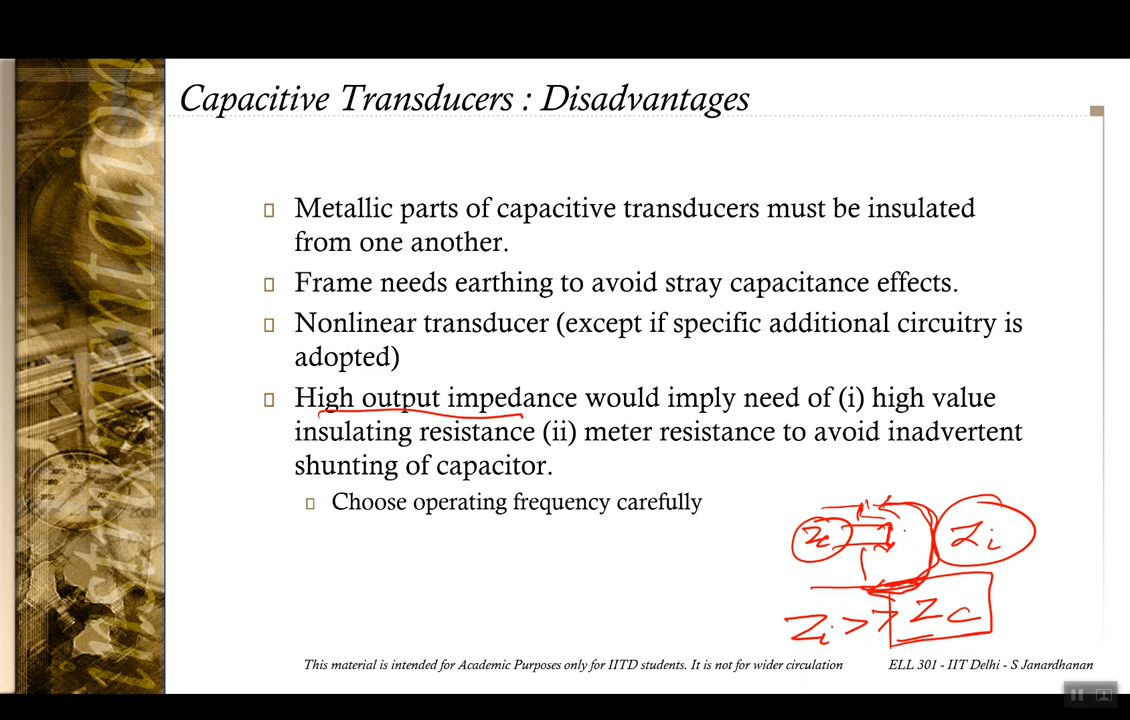 Capacitive Transducers : Disadvantages
Metallic parts of capacitive transducers must be insulated
from one another.
Frame needs earthing to avoid stray capacitance effects.
Nonlinear transducer (except if specific additional circuitry is
adopted)
High output impedance would imply need of (i) high value
insulating resistance (ii) meter resistance to avoid inadvertent
shunting of capacitor.
Choose operating frequency carefully
Zc
Zi
Zi >> Zc
This material is intended for Academic Purposes only for IITD students. It is not for wider circulation
ELL 301 - IIT Delhi - S Janardhanan